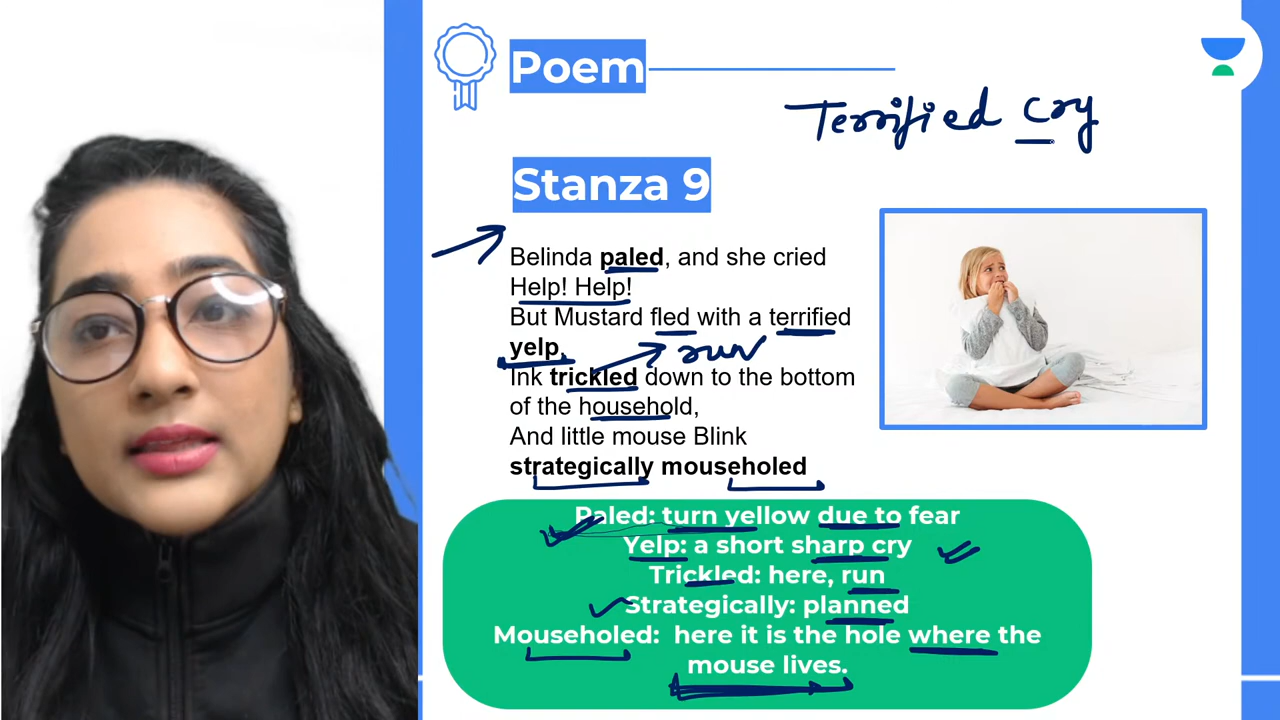 Poem
Terrified cry
Stanza 9
Belinda paled, and she cried
Help! Help!
But Mustard fled with a terrified
yelp,
run
Ink trickled down to the bottom
of the household,
And little mouse Blink
strategically mouseholed
Paled: turn yellow due to fear
Yelp: a short sharp cry
Trickled: here, run
Strategically: planned
Mouseholed: here it is the hole where the
mouse lives.